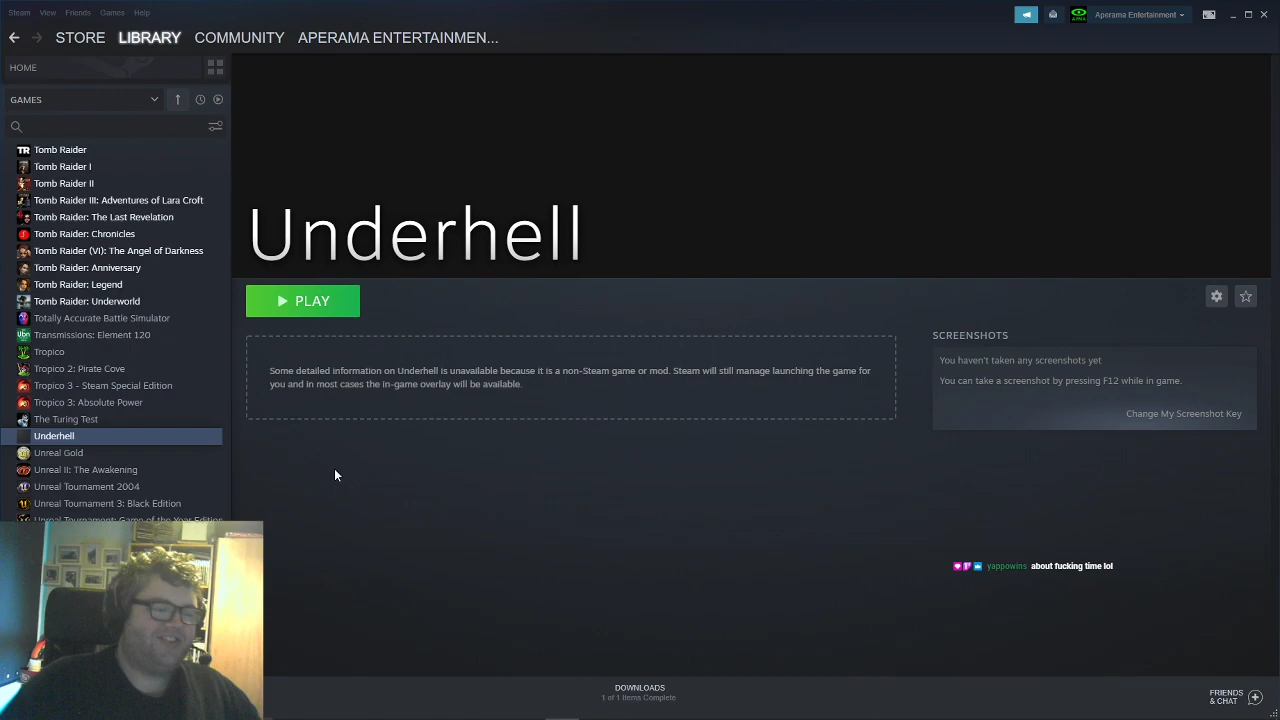 Steam View Friends Games Help
Aperama Entertainment
STORE LIBRARY COMMUNITY APERAMA ENTERTAINMEN...
HOME
GAMES
Tomb Raider
Tomb Raider I
Tomb Raider II
Tomb Raider III: Adventures of Lara Croft
Tomb Raider: The Last Revelation
Tomb Raider: Chronicles
Tomb Raider (VI): The Angel of Darkness
Tomb Raider: Anniversary
Tomb Raider: Legend
Tomb Raider: Underworld
Totally Accurate Battle Simulator
Transmissions: Element 120
Tropico
Tropico 2: Pirate Cove
Tropico 3 - Steam Special Edition
Tropico 3: Absolute Power
The Turing Test
Underhell
Unreal Gold
Unreal II: The Awakening
Unreal Tournament 2004
Unreal Tournament 3: Black Edition
Unreal Tournament: Game of the Year Edition
Underhell
PLAY
Some detailed information on Underhell is unavailable because it is a non-Steam game or mod. Steam will still manage launching the game for
you and in most cases the in-game overlay will be available.
SCREENSHOTS
You haven't taken any screenshots yet
You can take a screenshot by pressing F12 while in game.
Change My Screenshot Key
yappowins about fucking time lol
DOWNLOADS
1 of 1 Items Complete
FRIENDS
& CHAT